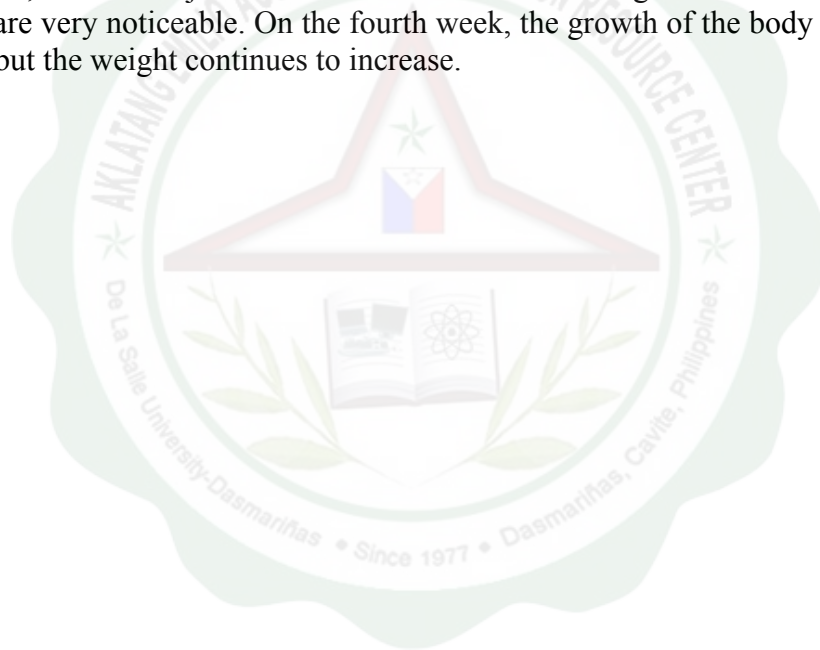 are very noticeable. On the fourth week, the growth of the body
but the weight continues to increase.
AKLATANG
RESOURCE CENTER
De La Salle University-Dasmariñas • Since 1977 • Dasmariñas, Cavite, Philippines